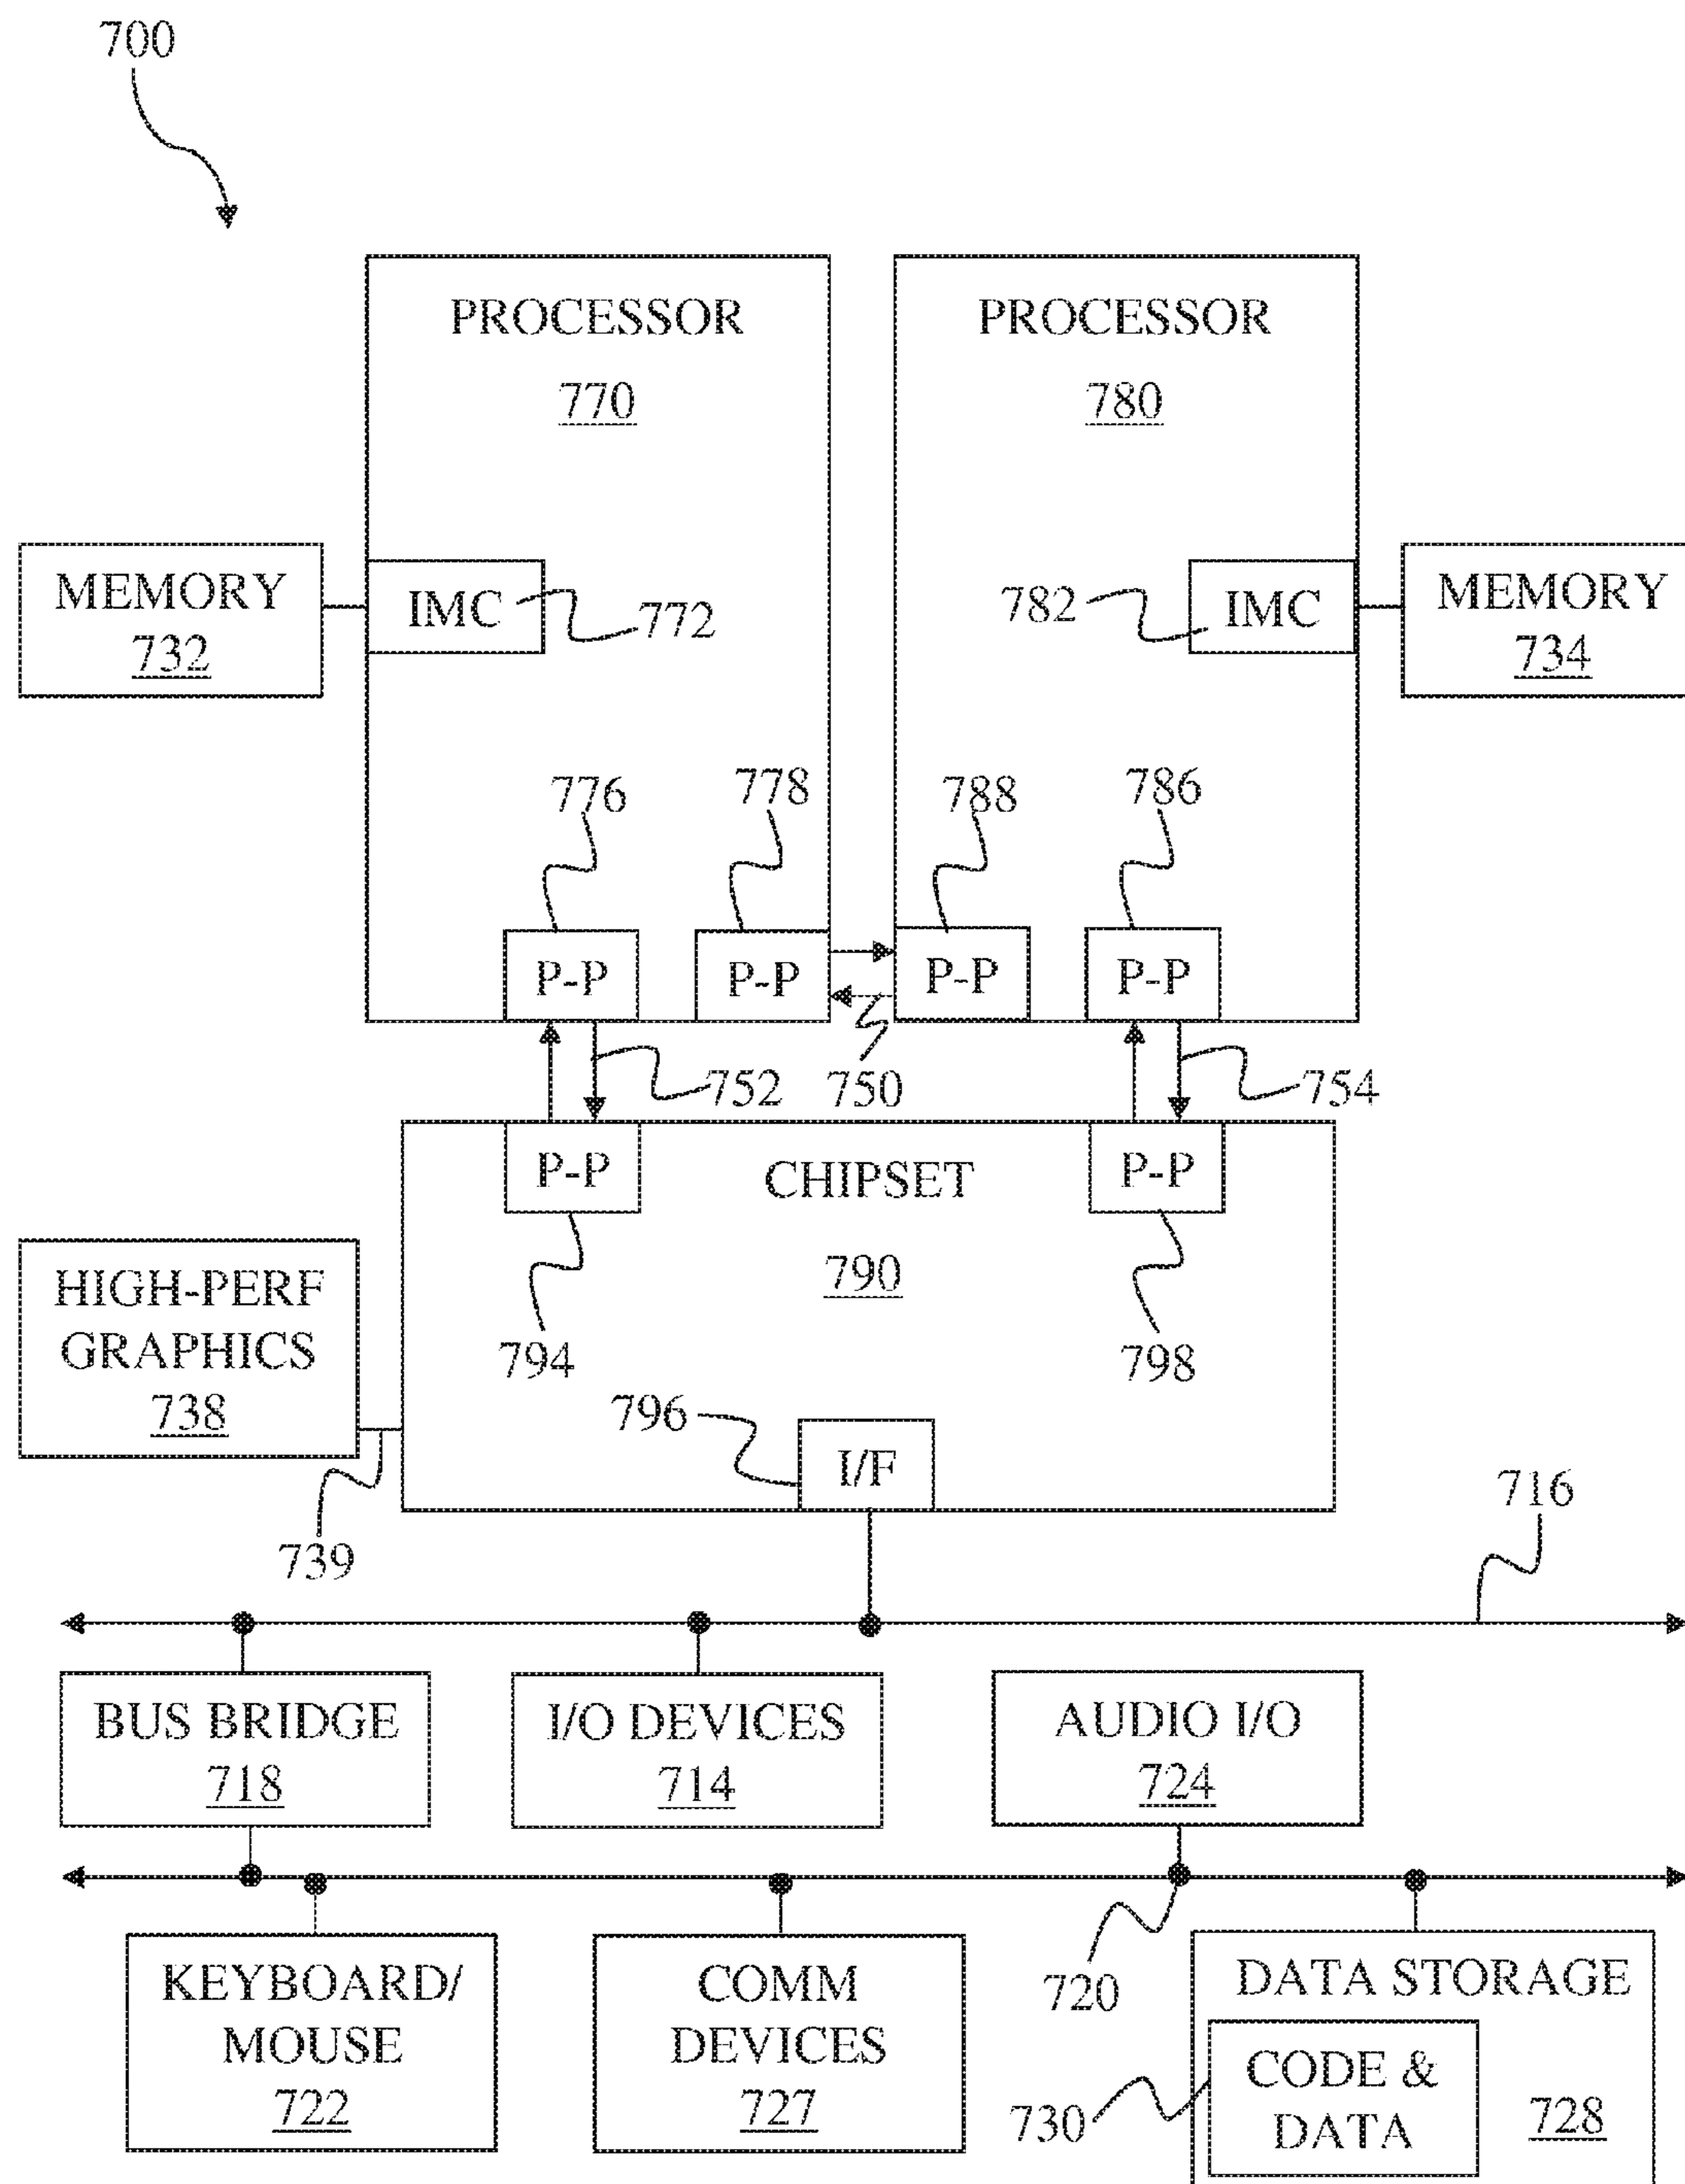 700
PROCESSOR
770
PROCESSOR
780
MEMORY
732
IMC
772
782
IMC
MEMORY
734
776
778
788
786
P-P
P-P
P-P
P-P
752
750
754
P-P
CHIPSET
P-P
790
794
798
HIGH-PERF
GRAPHICS
738
796
I/F
739
716
BUS BRIDGE
718
I/O DEVICES
714
AUDIO I/O
724
720
KEYBOARD/
MOUSE
722
COMM
DEVICES
727
DATA STORAGE
CODE &
DATA
730
728